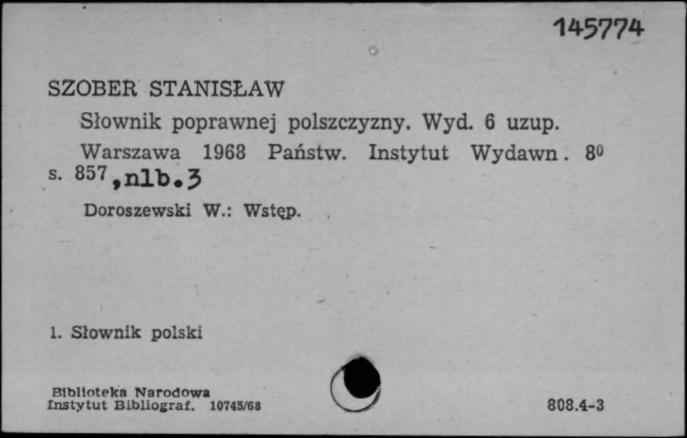 145774
SZOBER STANISŁAW
Słownik poprawnej polszczyzny. Wyd. 6 uzup.
Warszawa 1968 Państw. Instytut Wydawn. 8⁰
s. 857, nlb. 3
Doroszewski W.: Wstęp.
1. Słownik polski
Biblioteka Narodowa
Instytut Bibliograf. 10745/68
808.4-3